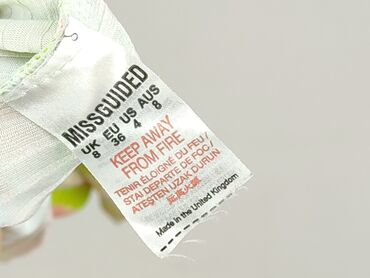 MISSGUIDED
UK EU US AUS
8 36 4 8
KEEP AWAY
FROM FIRE
TENIR ÉLOIGNÉ DU FEU /
STAI DEPARTE DE FOC /
ATEŞTEN UZAK DURUN
Made in the United Kingdom